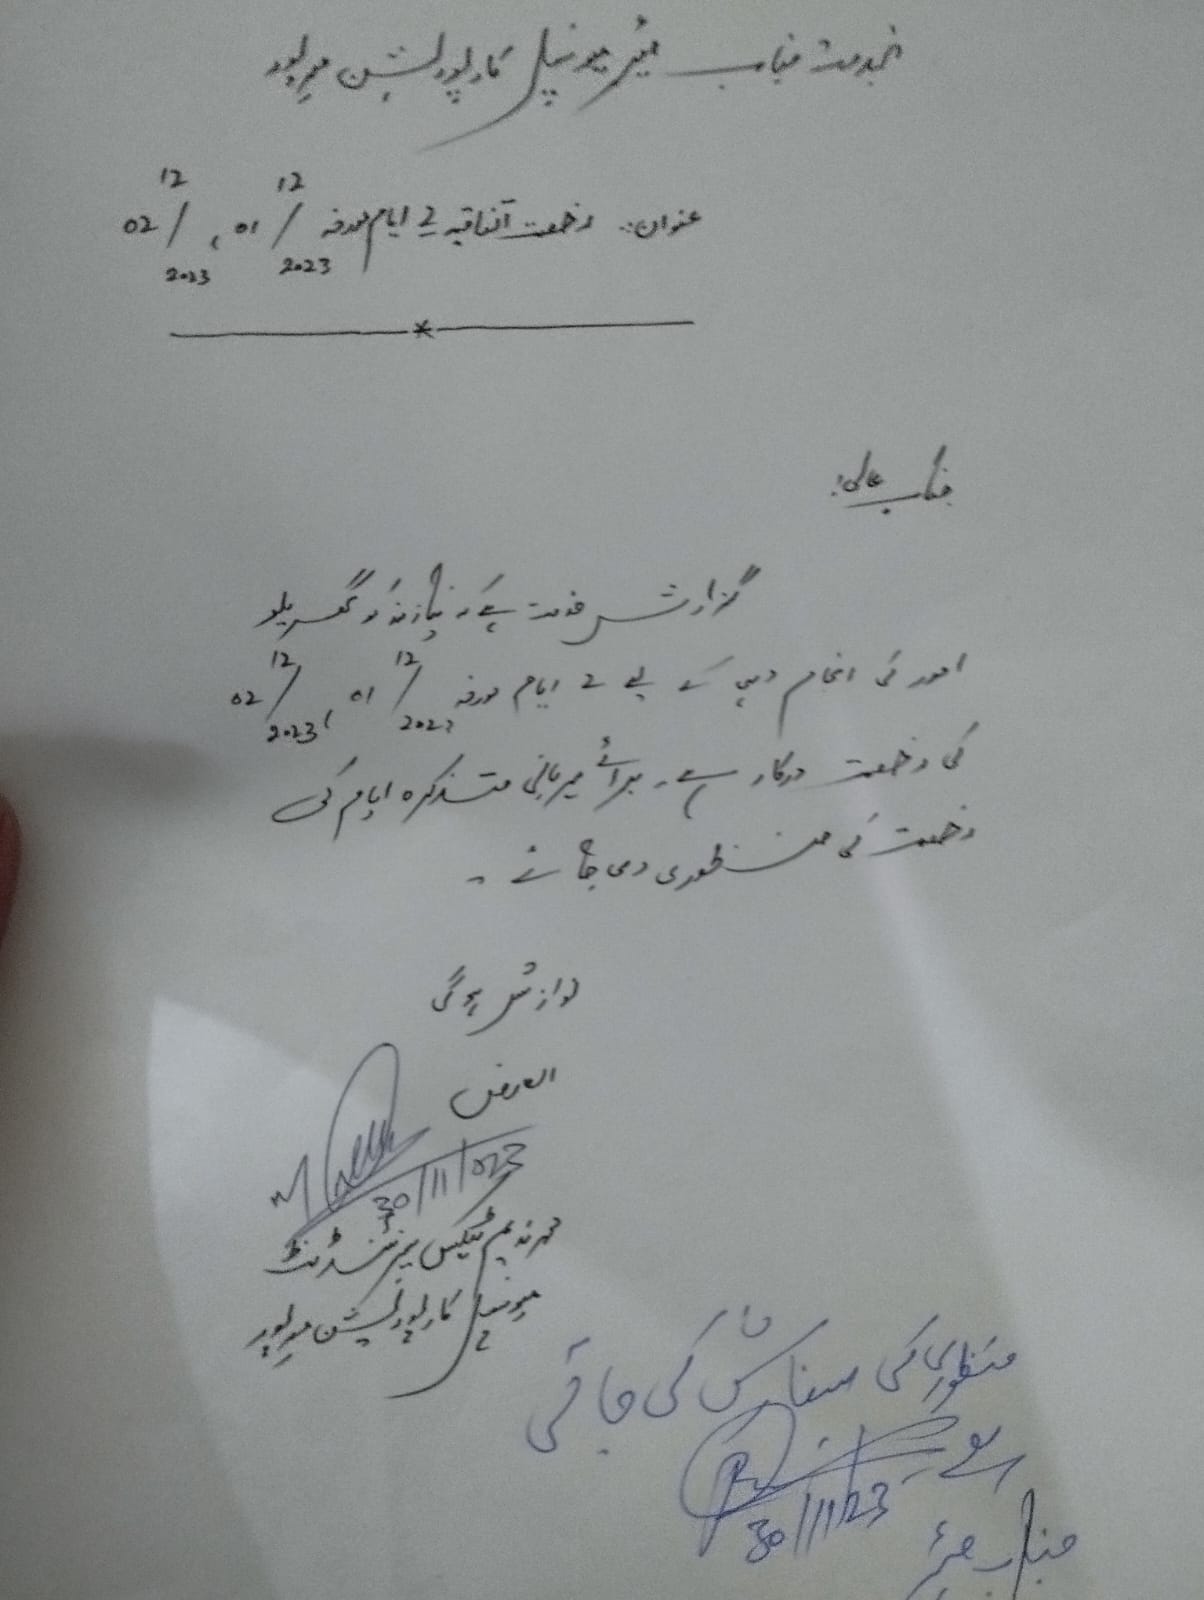 بخدمت جناب میئر میونسپل کارپوریشن میرپور
عنوان:۔ رخصت اتفاقیہ 2 ایام مورخہ 01/12/2023، 02/12/2023
جناب عالی!
گزارش خدمت ہے کہ نیازمند کو گھریلو
امور کی انجام دہی کے لیے 2 ایام مورخہ 01/12/2023، 02/12/2023
کی رخصت درکار ہے۔ برائے مہربانی متذکرہ ایام کی
رخصت کی منظوری دی جائے۔
نوازش ہوگی
العارض
30/11/023
محمد ندیم ٹیکس سپرنٹنڈنٹ
میونسپل کارپوریشن میرپور
منظوری کی سفارش کی جاتی
ہے
30/11/23
جناب میئر